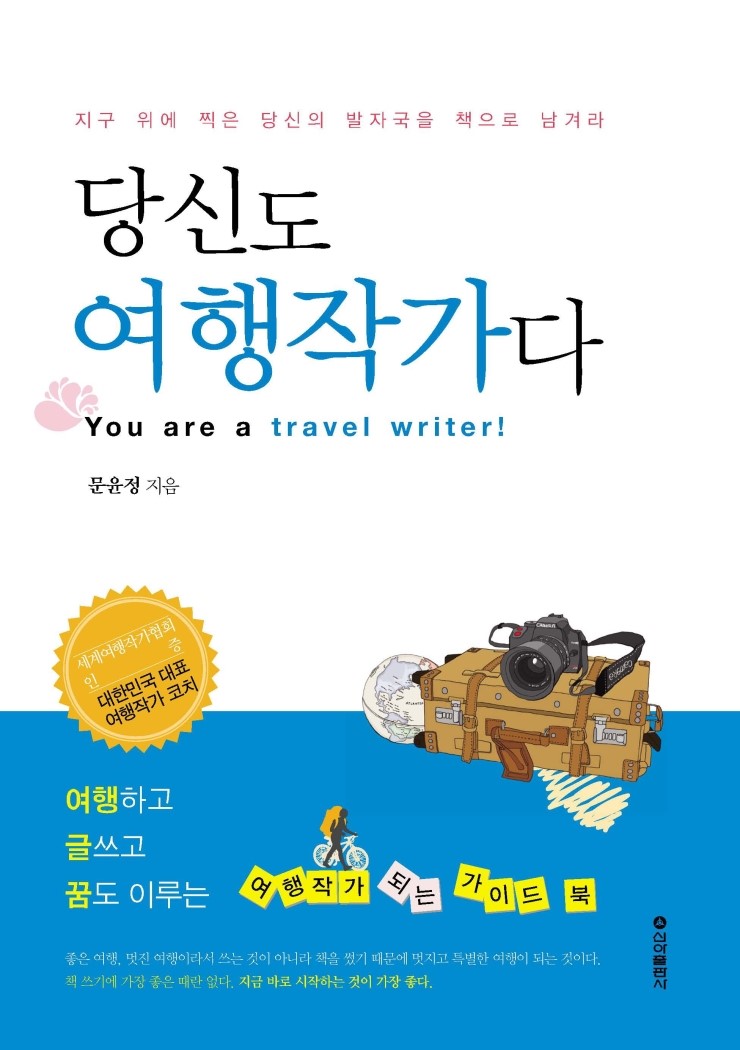 지구 위에 찍은 당신의 발자국을 책으로 남겨라
당신도
여행작가다
You are a travel writer!
문윤정 지음
세계여행작가협회
인 증
대한민국 대표
여행작가 코치
여행하고
글쓰고
꿈도 이루는
여행작가 되는 가이드 북
좋은 여행, 멋진 여행이라서 쓰는 것이 아니라 책을 썼기 때문에 멋지고 특별한 여행이 되는 것이다.
책 쓰기에 가장 좋은 때란 없다. 지금 바로 시작하는 것이 가장 좋다.
신아출판사